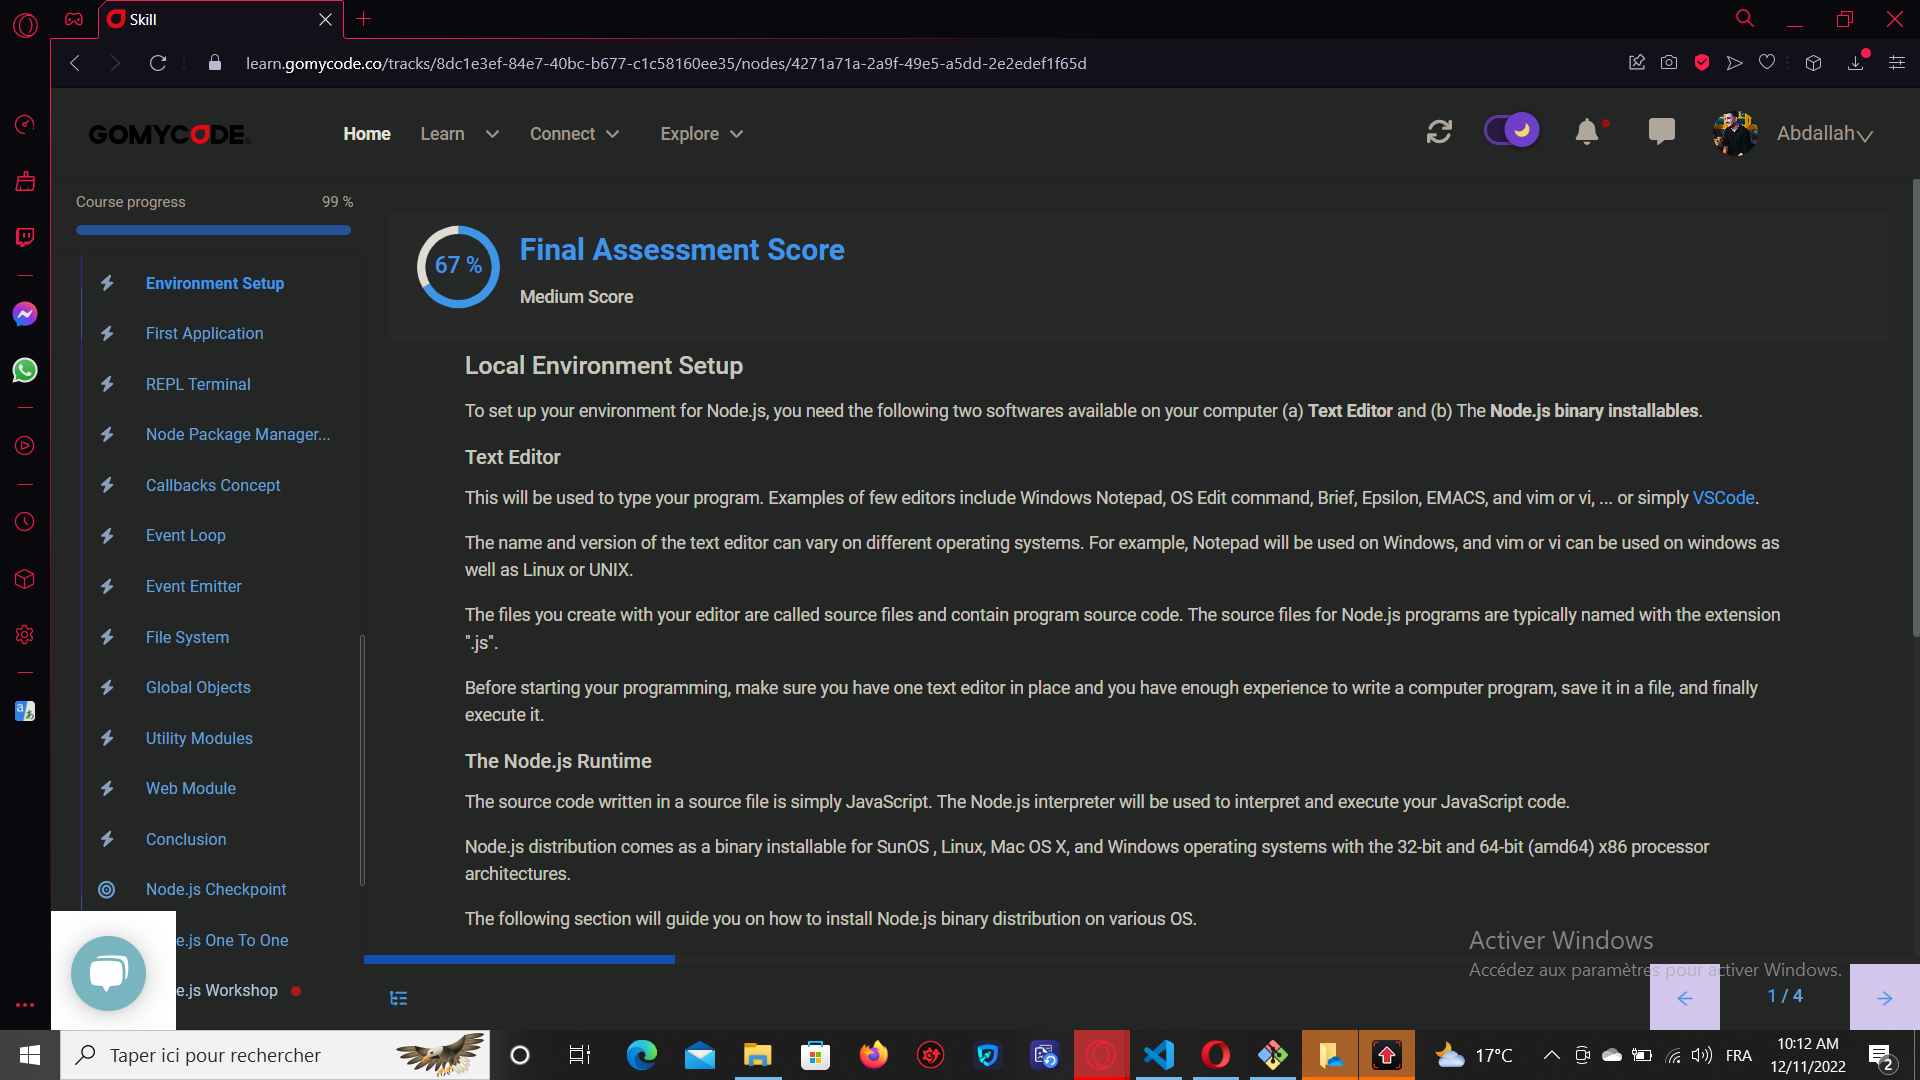 Skill
learn.gomycode.co/tracks/8dc1e3ef-84e7-40bc-b677-c1c58160ee35/nodes/4271a71a-2a9f-49e5-a5dd-2e2edef1f65d
GOMYCODE
Home
Learn
Connect
Explore
Abdallah
Course progress
99 %
Environment Setup
First Application
REPL Terminal
Node Package Manager...
Callbacks Concept
Event Loop
Event Emitter
File System
Global Objects
Utility Modules
Web Module
Conclusion
Node.js Checkpoint
e.js One To One
e.js Workshop
67 %
Final Assessment Score
Medium Score
Local Environment Setup
To set up your environment for Node.js, you need the following two softwares available on your computer (a) Text Editor and (b) The Node.js binary installables.
Text Editor
This will be used to type your program. Examples of few editors include Windows Notepad, OS Edit command, Brief, Epsilon, EMACS, and vim or vi, ... or simply VSCode.
The name and version of the text editor can vary on different operating systems. For example, Notepad will be used on Windows, and vim or vi can be used on windows as
well as Linux or UNIX.
The files you create with your editor are called source files and contain program source code. The source files for Node.js programs are typically named with the extension
".js".
Before starting your programming, make sure you have one text editor in place and you have enough experience to write a computer program, save it in a file, and finally
execute it.
The Node.js Runtime
The source code written in a source file is simply JavaScript. The Node.js interpreter will be used to interpret and execute your JavaScript code.
Node.js distribution comes as a binary installable for SunOS , Linux, Mac OS X, and Windows operating systems with the 32-bit and 64-bit (amd64) x86 processor
architectures.
The following section will guide you on how to install Node.js binary distribution on various OS.
Activer Windows
Accédez aux paramètres pour activer Windows.
1 / 4
Taper ici pour rechercher
17°C
FRA
10:12 AM
12/11/2022
2